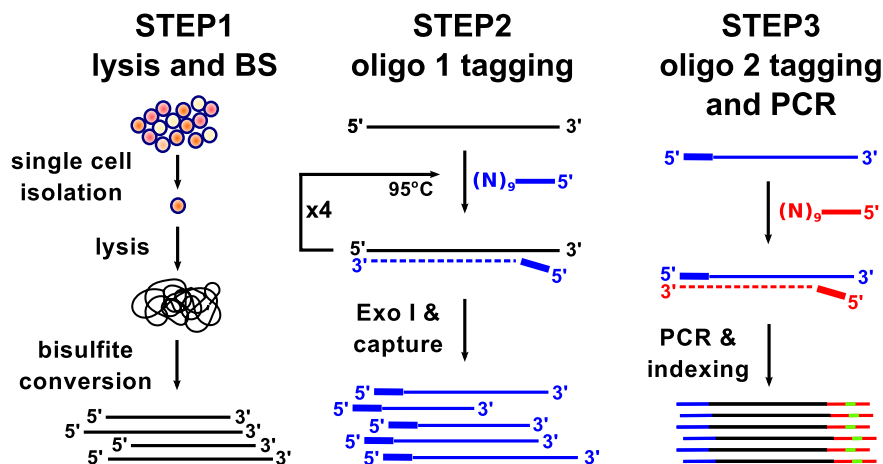 STEP1
lysis and BS
single cell
isolation
lysis
bisulfite
conversion
5' 3'
5' 3'
5' 3'
5' 3'
STEP2
oligo 1 tagging
5' 3'
95°C
(N)9 5'
x4
5' 3'
3' 5'
Exo I &
capture
5' 3'
5' 3'
5' 3'
5' 3'
5' 3'
STEP3
oligo 2 tagging
and PCR
5' 3'
(N)9 5'
5' 3'
3' 5'
PCR &
indexing